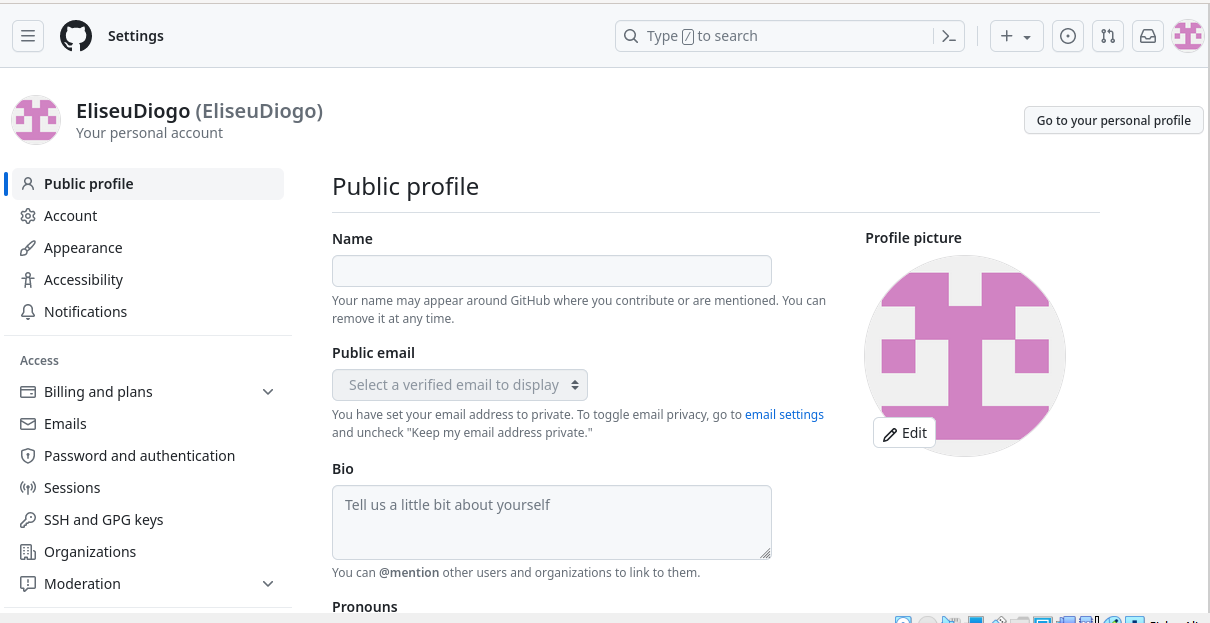 Settings
Type / to search
EliseuDiogo (EliseuDiogo)
Your personal account
Go to your personal profile
Public profile
Account
Appearance
Accessibility
Notifications
Access
Billing and plans
Emails
Password and authentication
Sessions
SSH and GPG keys
Organizations
Moderation
Public profile
Name
Your name may appear around GitHub where you contribute or are mentioned. You can
remove it at any time.
Public email
Select a verified email to display
You have set your email address to private. To toggle email privacy, go to email settings
and uncheck "Keep my email address private."
Bio
Tell us a little bit about yourself
You can @mention other users and organizations to link to them.
Pronouns
Profile picture
Edit